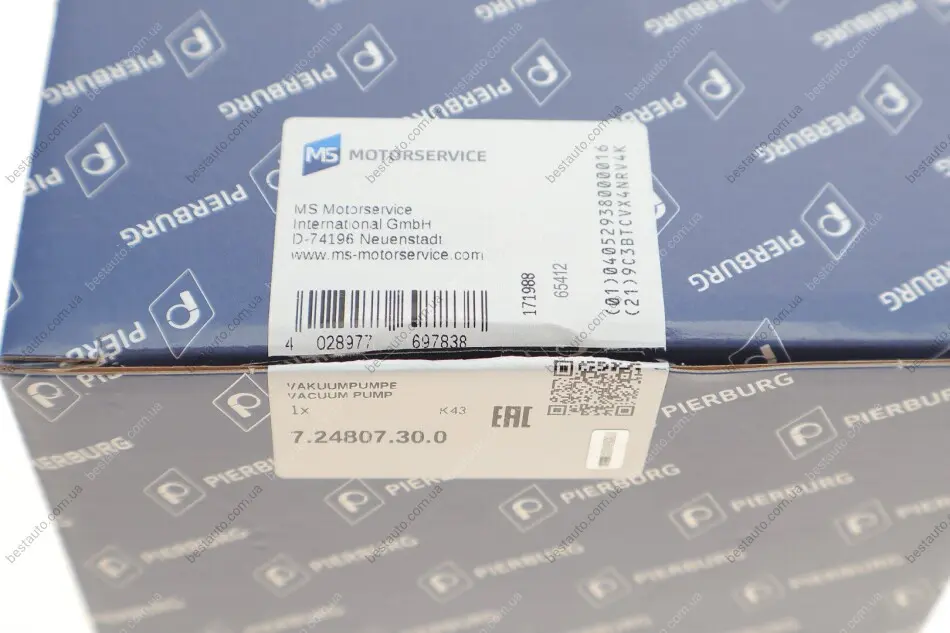 MS MOTORSERVICE
MS Motorservice
International GmbH
D-74196 Neuenstadt
www.ms-motorservice.com
4 028977 697838
171988
65412
(01)04052938000016
(21)9C3BTCVX4NRV4K
VAKUUMPUMPE
VACUUM PUMP
1x K43
EAC
7.24807.30.0
PIERBURG
bestauto.com.ua